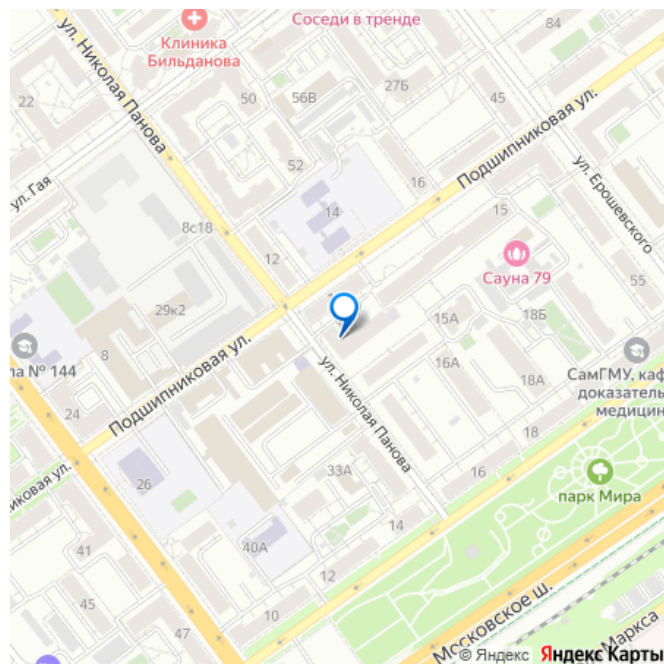 Соседи в тренде
84
Клиника
Бильданова
ул. Николая Панова
22
50
56В
27Б
45
Подшипниковая ул.
52
16
ул. Ерошевского
ул. Гая
8с18
14
15
12
Сауна 79
55
29к2
18Б
15А
ла № 144
8
Подшипниковая ул.
16А
СамГМУ, каф
доказатель
медицин
18А
24
ул. Николая Панова
18
33А
16
иковая ул.
26
парк Мира
14
41
40А
12
45
10
Московское ш.
47
Маркса
© Яндекс Яндекс Карты